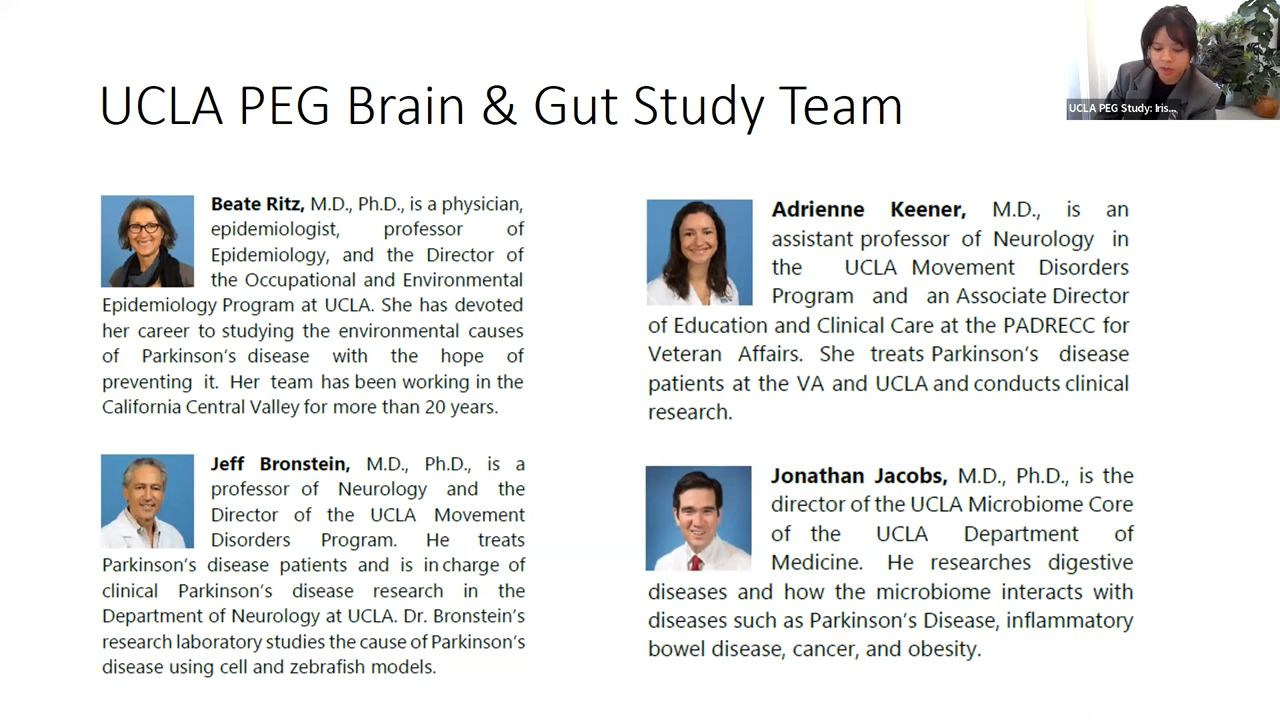 UCLA PEG Brain & Gut Study Team
UCLA PEG Study: Iris...
Beate Ritz, M.D., Ph.D., is a physician,
epidemiologist, professor of
Epidemiology, and the Director of
the Occupational and Environmental
Epidemiology Program at UCLA. She has devoted
her career to studying the environmental causes
of Parkinson's disease with the hope of
preventing it. Her team has been working in the
California Central Valley for more than 20 years.
Jeff Bronstein, M.D., Ph.D., is a
professor of Neurology and the
Director of the UCLA Movement
Disorders Program. He treats
Parkinson's disease patients and is in charge of
clinical Parkinson's disease research in the
Department of Neurology at UCLA. Dr. Bronstein's
research laboratory studies the cause of Parkinson's
disease using cell and zebrafish models.
Adrienne Keener, M.D., is an
assistant professor of Neurology in
the UCLA Movement Disorders
Program and an Associate Director
of Education and Clinical Care at the PADRECC for
Veteran Affairs. She treats Parkinson's disease
patients at the VA and UCLA and conducts clinical
research.
Jonathan Jacobs, M.D., Ph.D., is the
director of the UCLA Microbiome Core
of the UCLA Department of
Medicine. He researches digestive
diseases and how the microbiome interacts with
diseases such as Parkinson's Disease, inflammatory
bowel disease, cancer, and obesity.